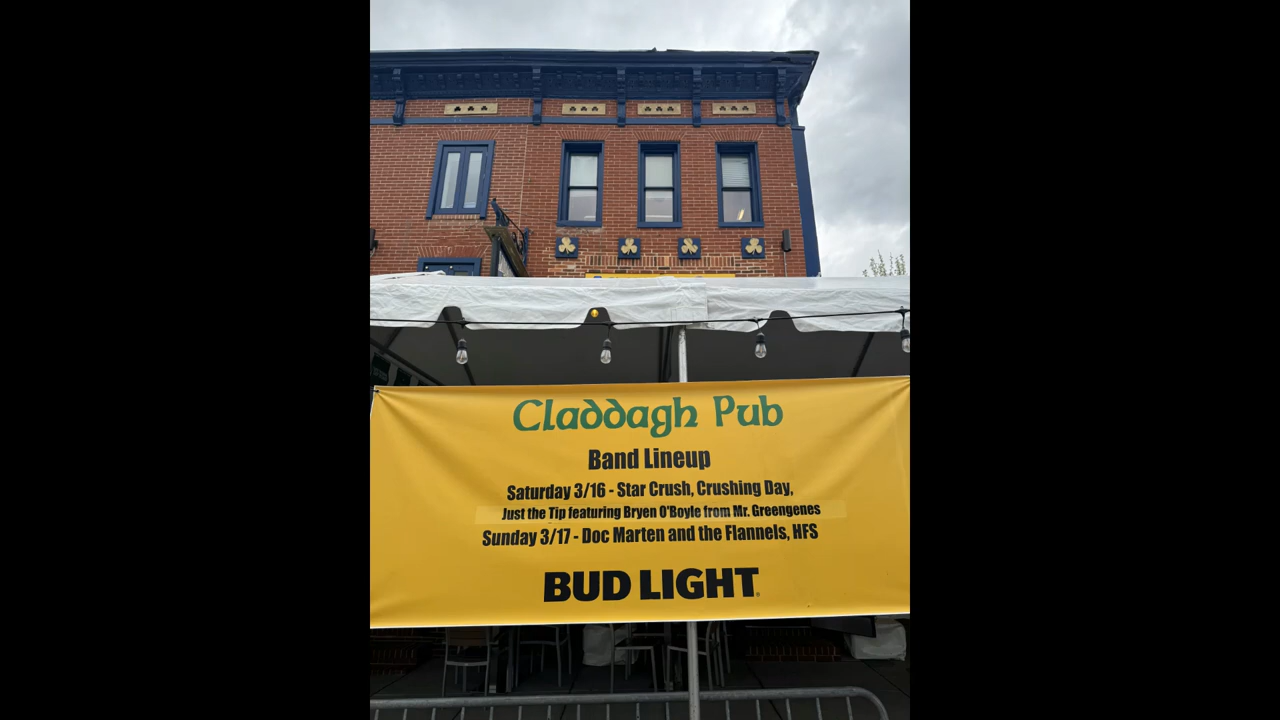 Claddagh Pub
Band Lineup
Saturday 3/16 - Star Crush, Crushing Day,
Just the Tip featuring Bryen O'Boyle from Mr. Greengenes
Sunday 3/17 - Doc Marten and the Flannels, HFS
BUD LIGHT®